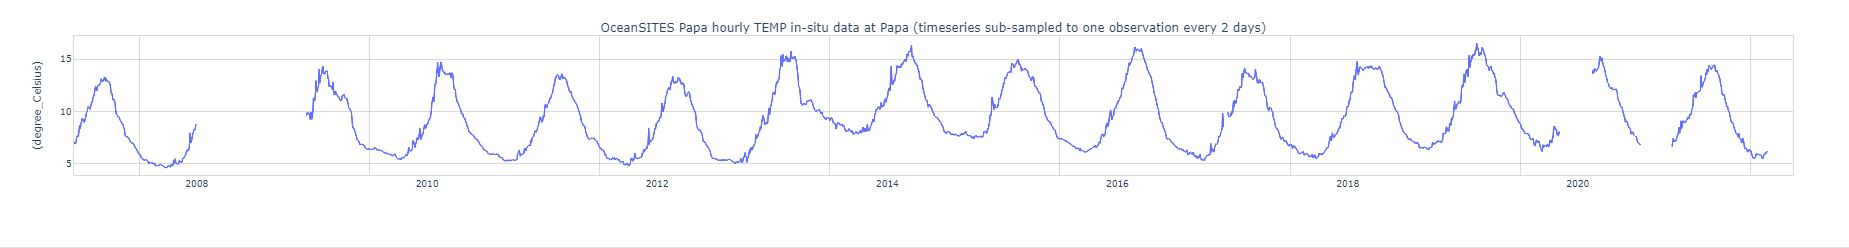 OceanSITES Papa hourly TEMP in-situ data at Papa (timeseries sub-sampled to one observation every 2 days)
(degree_Celsius)
15
10
5
2008 2010 2012 2014 2016 2018 2020